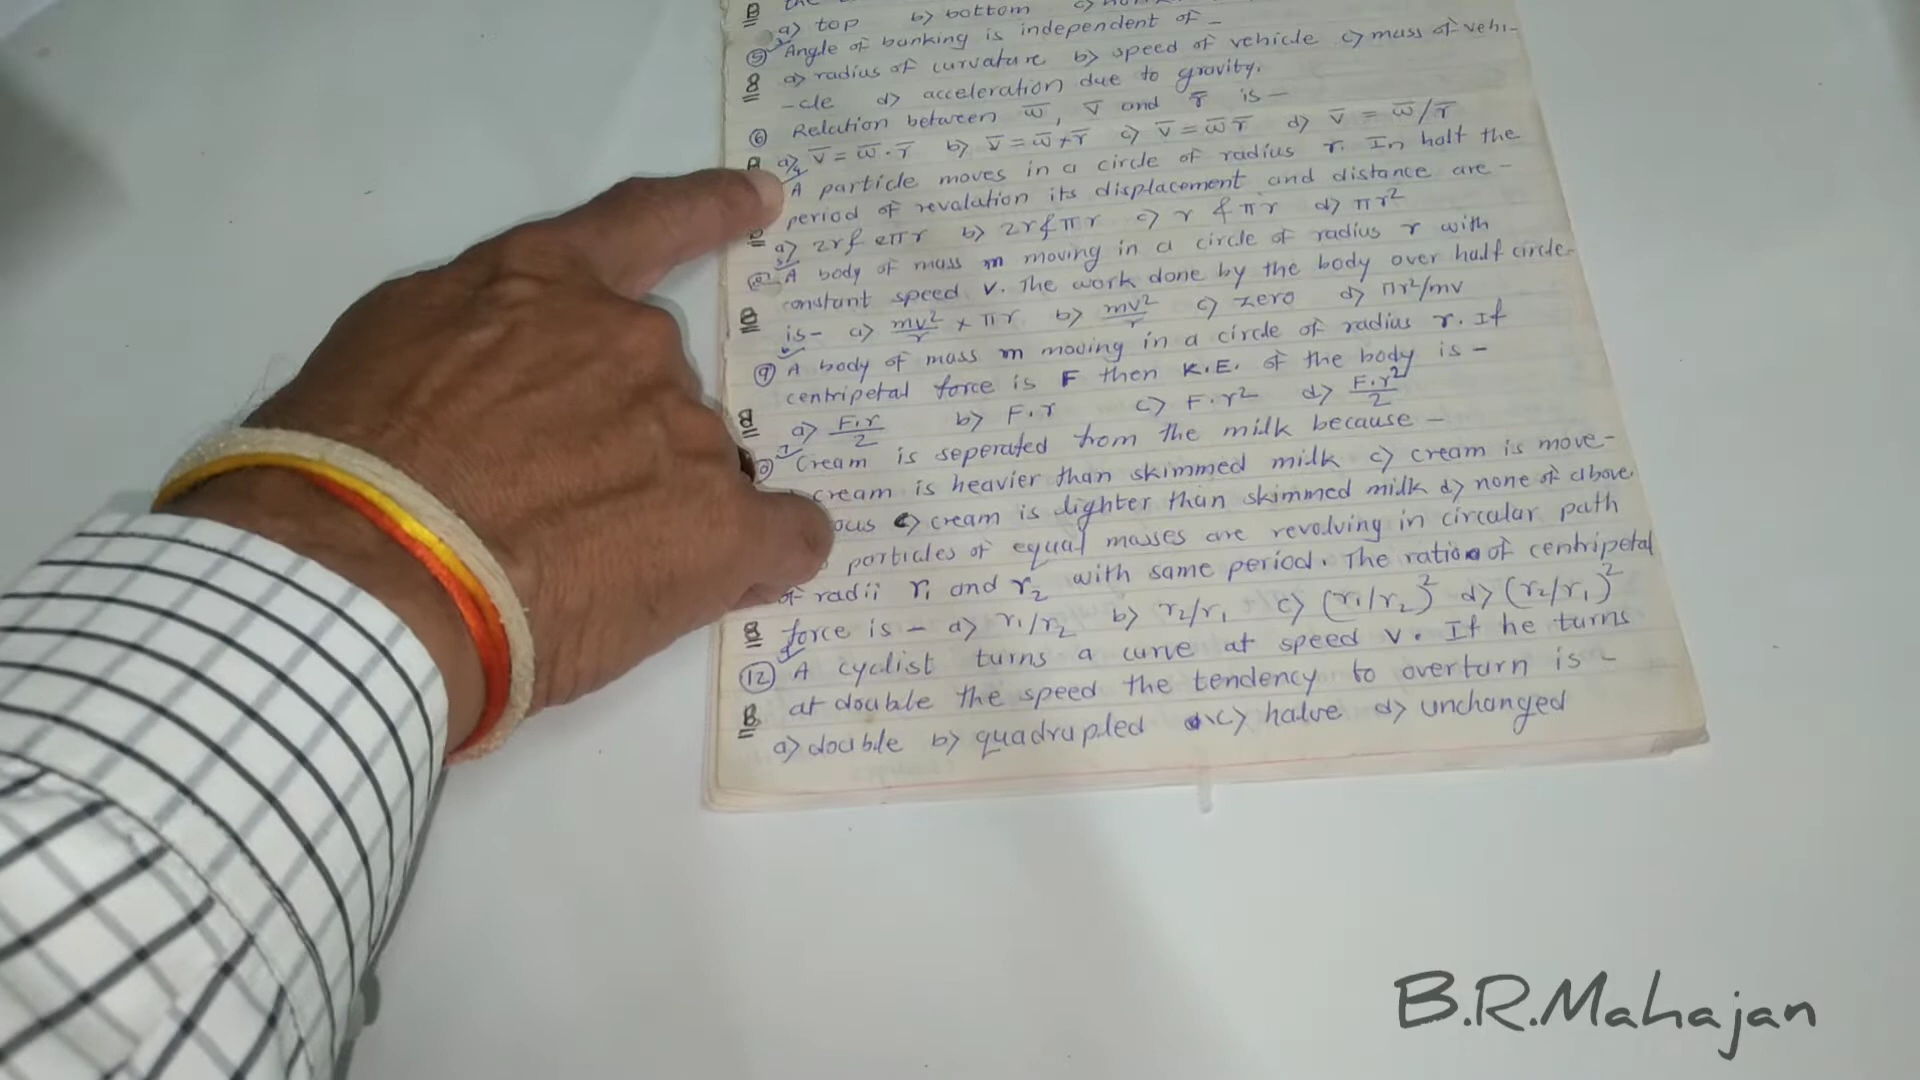 B
a) top b) bottom c)
⑤ Angle of banking is independent of -
B a) radius of curvature b) speed of vehicle c) mass of vehi-
-cle d) acceleration due to gravity.
⑥ Relation between ω̅, v̅ and r̅ is -
a) v̅ = ω̅·r̅ b) v̅ = ω̅×r̅ c) v̅ = ω̅ r̅ d) v̅ = ω̅/r̅
A particle moves in a circle of radius r. In half the
period of revolution its displacement and distance are -
a) 2r & 2πr b) 2r & πr c) r & πr d) πr²
⑧ A body of mass m moving in a circle of radius r with
constant speed v. The work done by the body over half circle-
B is - a) mv²/r × πr b) mv²/r c) zero d) πr²/mv
⑨ A body of mass m moving in a circle of radius r. If
centripetal force is F then K.E. of the body is -
B a) F.r/2 b) F.r c) F.r² d) F.r²/2
Cream is seperated from the milk because -
cream is heavier than skimmed milk c) cream is move-
ous c) cream is lighter than skimmed milk d) none of above
particles of equal masses are revolving in circular path
of radii r₁ and r₂ with same period. The ratio of centripetal
B force is - a) r₁/r₂ b) r₂/r₁ c) (r₁/r₂)² d) (r₂/r₁)²
⑫ A cyclist turns a curve at speed v. If he turns
B at double the speed the tendency to overturn is -
a) double b) quadrupled c) halve d) unchanged
B.R.Mahajan